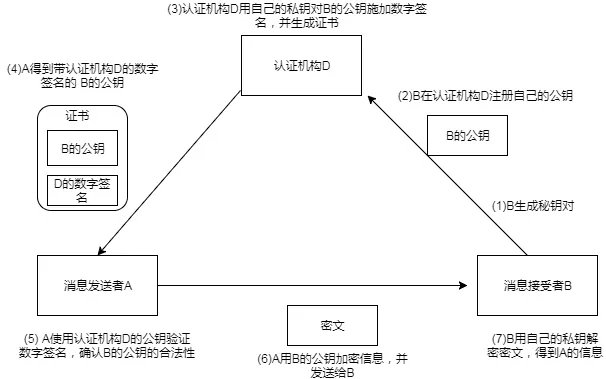 (3)认证机构D用自己的私钥对B的公钥施加数字签
名，并生成证书
认证机构D
(4)A得到带认证机构D的数字
签名的 B的公钥
证书
B的公钥
D的数字签
名
(2)B在认证机构D注册自己的公钥
B的公钥
(1)B生成秘钥对
消息发送者A
消息接受者B
(5) A使用认证机构D的公钥验证
数字签名，确认B的公钥的合法性
密文
(6)A用B的公钥加密信息，并
发送给B
(7)B用自己的私钥解
密密文，得到A的信息